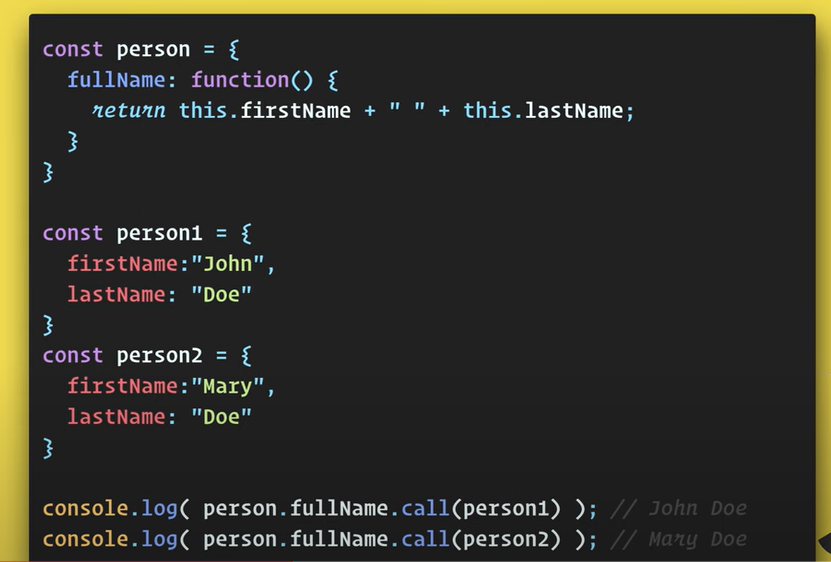 const person = {
  fullName: function() {
    return this.firstName + " " + this.lastName;
  }
}
const person1 = {
  firstName:"John",
  lastName: "Doe"
}
const person2 = {
  firstName:"Mary",
  lastName: "Doe"
}
console.log( person.fullName.call(person1) ); // John Doe
console.log( person.fullName.call(person2) ); // Mary Doe